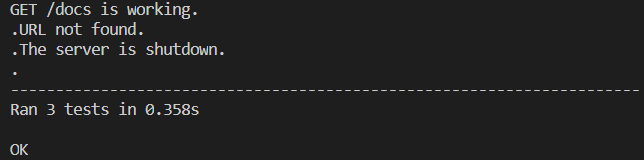 GET /docs is working.
.URL not found.
.The server is shutdown.
.
----------------------------------------------------------------------
Ran 3 tests in 0.358s

OK